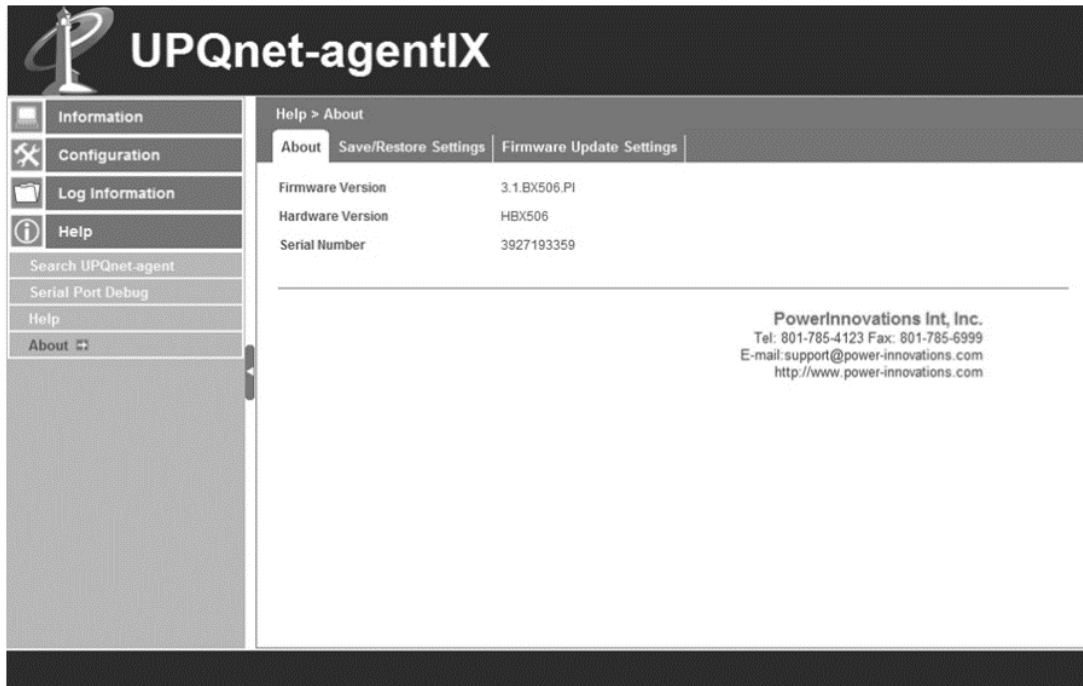 UPQnet-agentIX
Information
Configuration
Log Information
Help
Search UPQnet-agent
Serial Port Debug
Help
About
Help > About
About Save/Restore Settings Firmware Update Settings
Firmware Version 3.1.BX506.PI
Hardware Version HBX506
Serial Number 3927193359
PowerInnovations Int, Inc.
Tel: 801-785-4123 Fax: 801-785-6999
E-mail:support@power-innovations.com
http://www.power-innovations.com